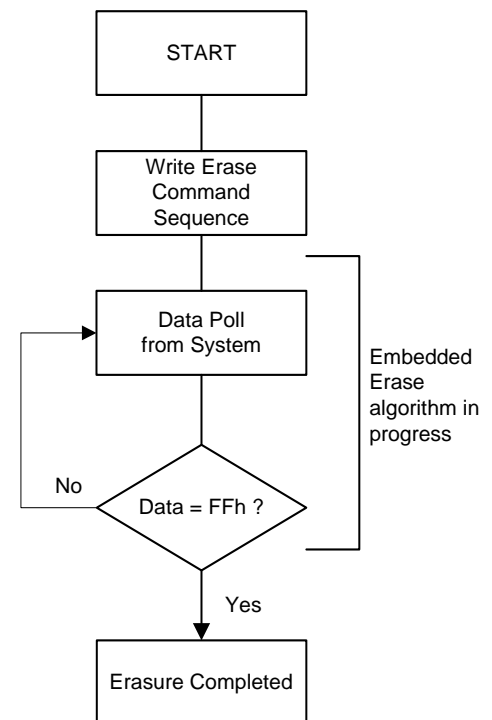 START
Write Erase
Command
Sequence
Data Poll
from System
Embedded
Erase
algorithm in
progress
No
Data = FFh ?
Yes
Erasure Completed